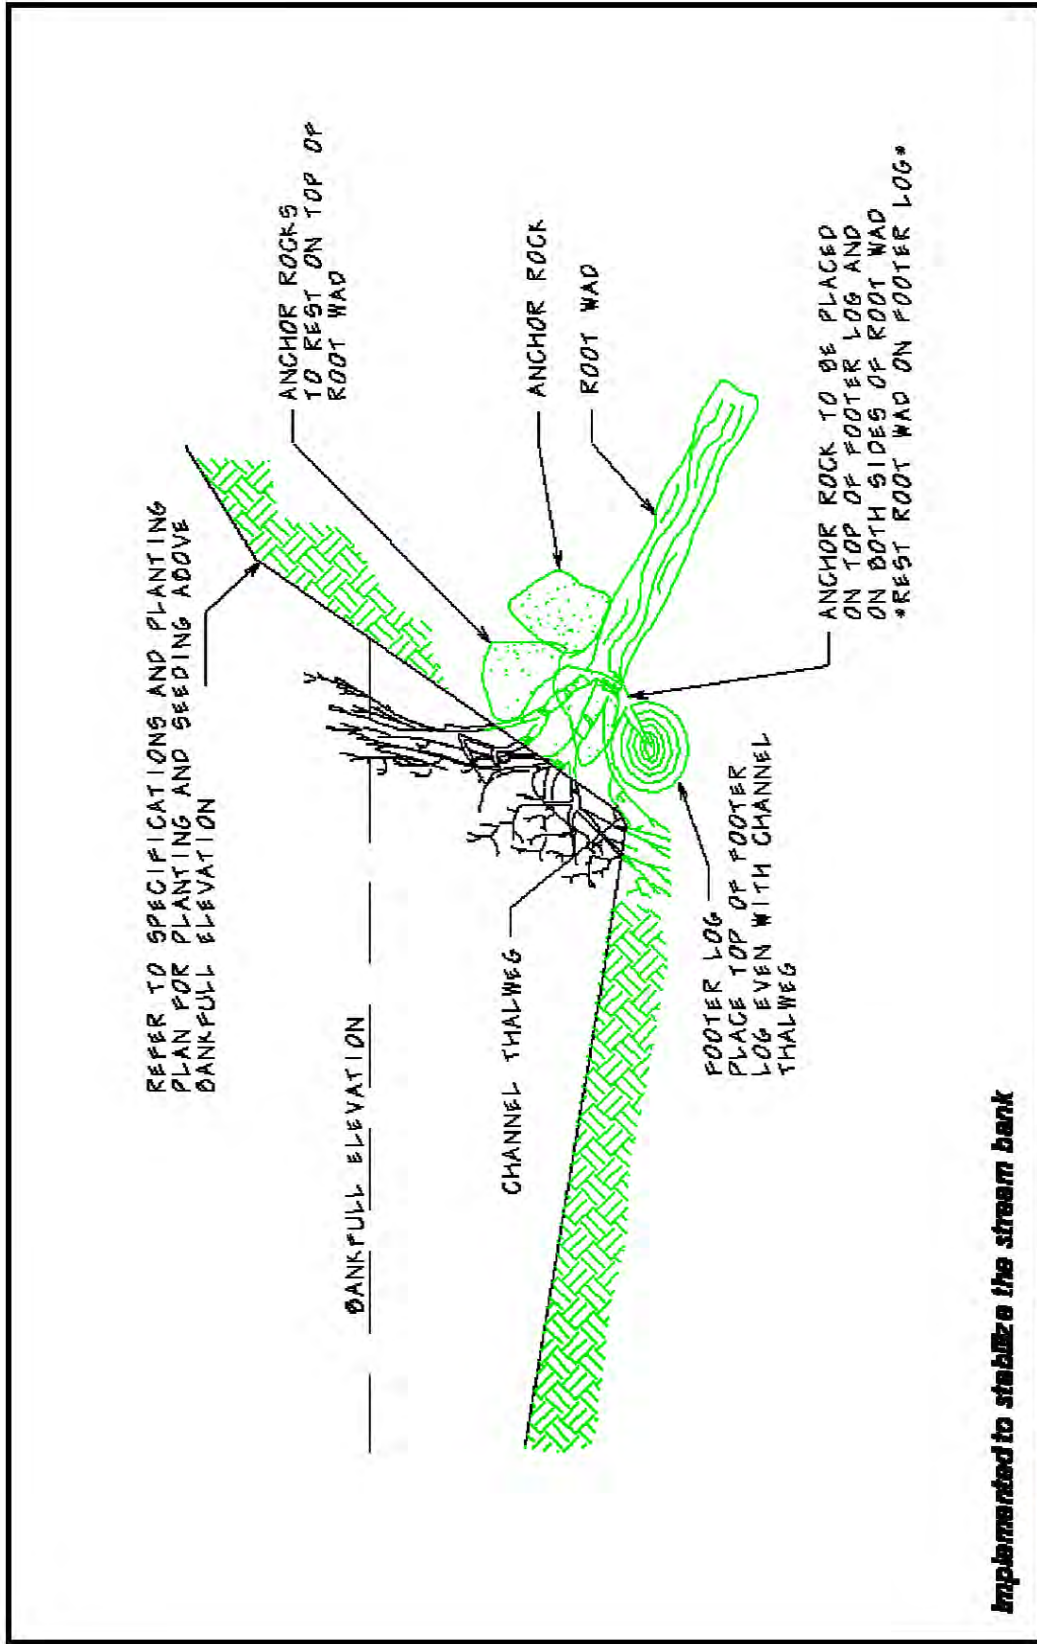 REFER TO SPECIFICATIONS AND PLANTING
PLAN FOR PLANTING AND SEEDING ABOVE
BANKFULL ELEVATION
ANCHOR ROCKS
TO REST ON TOP OF
ROOT WAD
BANKFULL ELEVATION
CHANNEL THALWEG
ANCHOR ROCK
ROOT WAD
FOOTER LOG
PLACE TOP OF FOOTER
LOG EVEN WITH CHANNEL
THALWEG
ANCHOR ROCK TO BE PLACED
ON TOP OF FOOTER LOG AND
ON BOTH SIDES OF ROOT WAD
*REST ROOT WAD ON FOOTER LOG*
Implemented to stabilize the stream bank